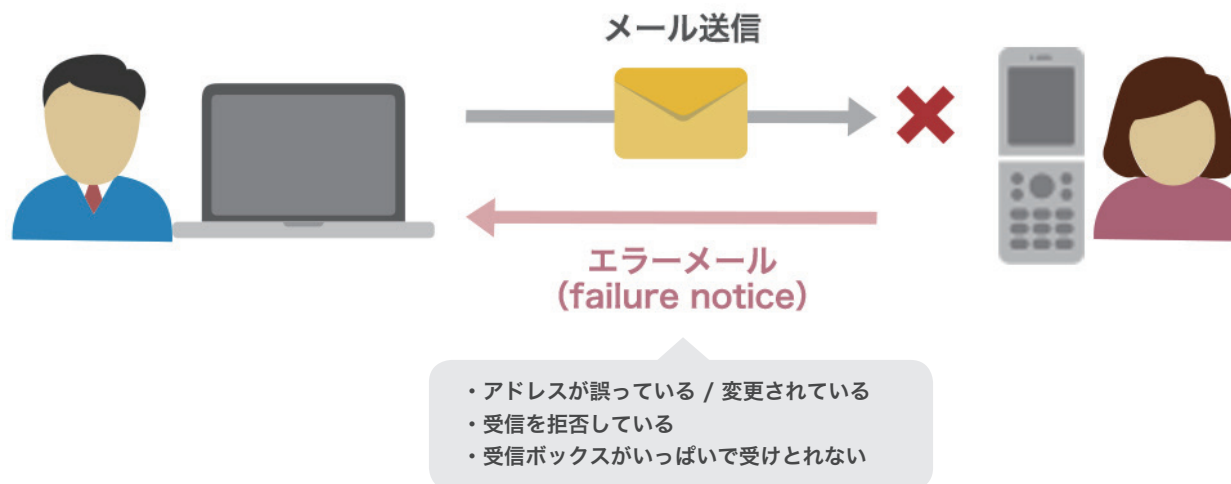 メール送信
エラーメール
（failure notice）
・アドレスが誤っている / 変更されている
・受信を拒否している
・受信ボックスがいっぱいで受けとれない